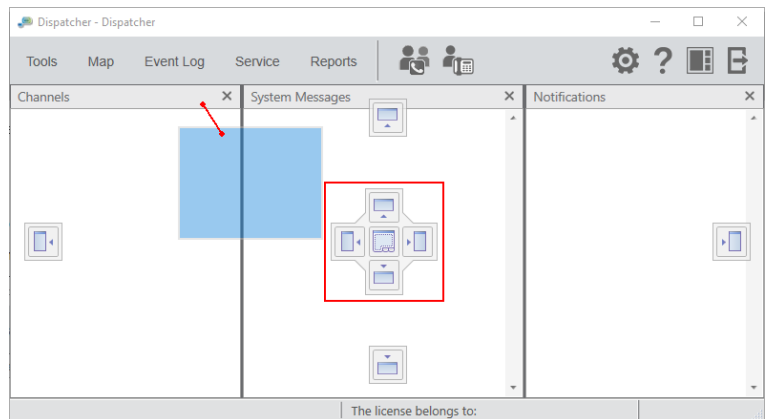 Dispatcher - Dispatcher
Tools Map Event Log Service Reports
Channels System Messages Notifications
The license belongs to: